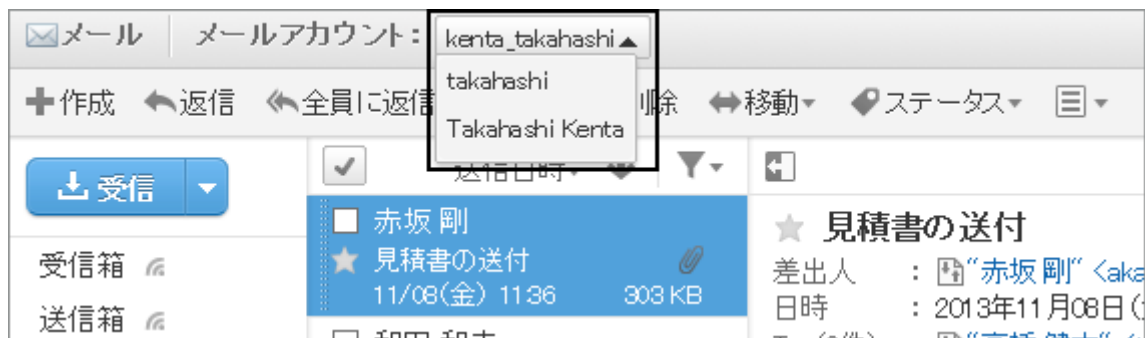 メール メールアカウント： kenta_takahashi
takahashi
Takahashi Kenta
作成 返信 全員に返信 移動 ステータス
受信
赤坂 剛
見積書の送付
11/08(金) 11:36 303 KB
受信箱
送信箱
見積書の送付
差出人 ： “赤坂 剛” <aka
日時 ： 2013年11月08日(